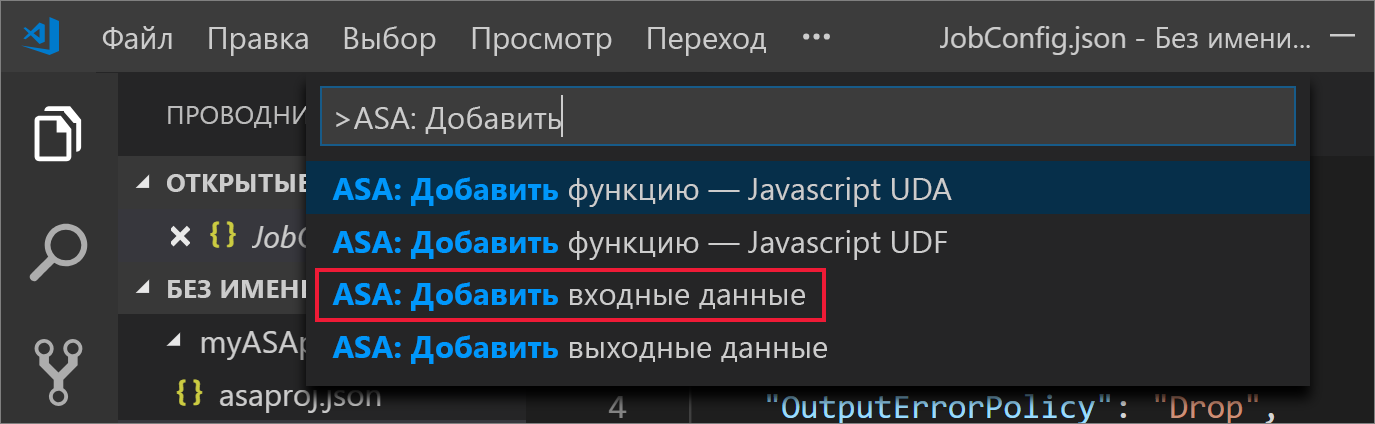 Файл Правка Выбор Просмотр Переход ••• JobConfig.json - Без имени...
ПРОВОДНИ
>ASA: Добавить
ОТКРЫТЫЕ
ASA: Добавить функцию — Javascript UDA
{} JobC
ASA: Добавить функцию — Javascript UDF
БЕЗ ИМЕНИ
ASA: Добавить входные данные
myASAp
ASA: Добавить выходные данные
{} asaproj.json
4 "OutputErrorPolicy": "Drop",